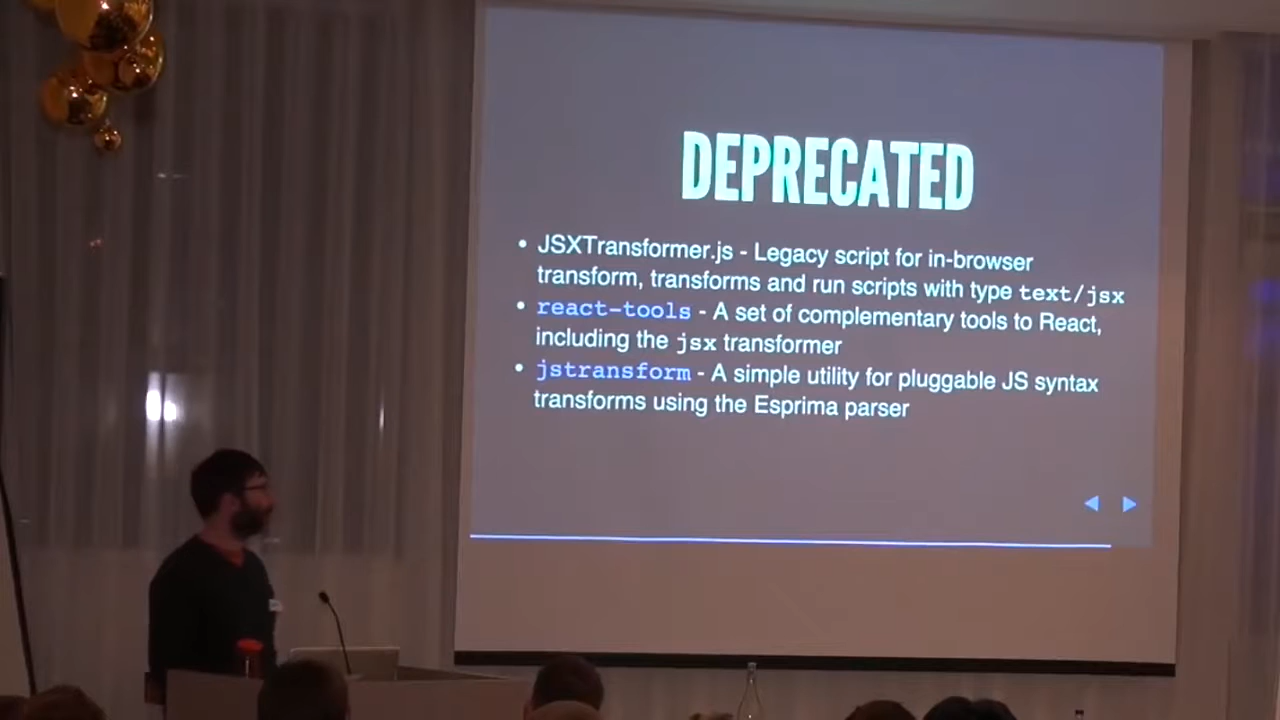 DEPRECATED
• JSXTransformer.js - Legacy script for in-browser
transform, transforms and run scripts with type text/jsx
• react-tools - A set of complementary tools to React,
including the jsx transformer
• jstransform - A simple utility for pluggable JS syntax
transforms using the Esprima parser